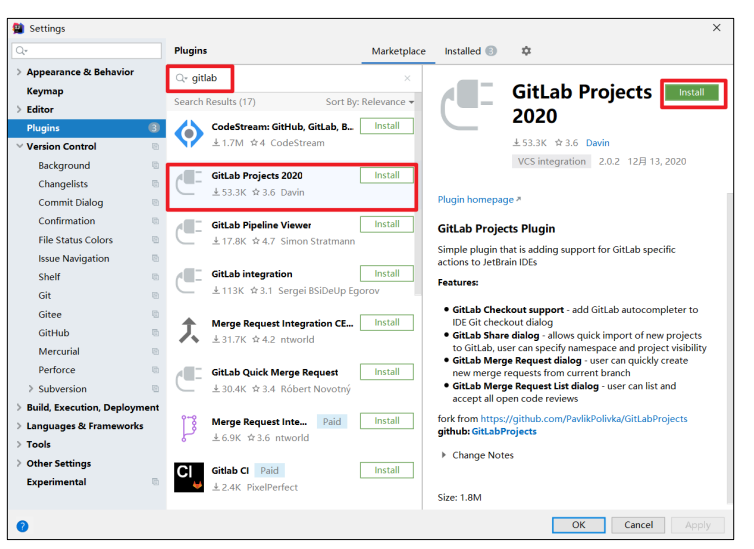 Settings
Plugins
Marketplace
Installed 3
Appearance & Behavior
Keymap
Editor
Plugins 3
Version Control
Background
Changelists
Commit Dialog
Confirmation
File Status Colors
Issue Navigation
Shelf
Git
Gitee
GitHub
Mercurial
Perforce
Subversion
Build, Execution, Deployment
Languages & Frameworks
Tools
Other Settings
Experimental
gitlab
Search Results (17) Sort By: Relevance
CodeStream: GitHub, GitLab, B... Install
1.7M 4 CodeStream
GitLab Projects 2020 Install
53.3K 3.6 Davin
GitLab Pipeline Viewer Install
17.8K 4.7 Simon Stratmann
GitLab integration Install
113K 3.1 Sergei BSiDeUp Egorov
Merge Request Integration CE... Install
31.7K 4.2 ntworld
GitLab Quick Merge Request Install
30.4K 3.4 Róbert Novotný
Merge Request Inte... Paid Install
6.9K 3.6 ntworld
CI
Gitlab CI Paid Install
2.4K PixelPerfect
GitLab Projects
2020
Install
53.3K 3.6 Davin
VCS integration 2.0.2 12月 13, 2020
Plugin homepage
GitLab Projects Plugin
Simple plugin that is adding support for GitLab specific
actions to JetBrain IDEs
Features:
• GitLab Checkout support - add GitLab autocompleter to
IDE Git checkout dialog
• GitLab Share dialog - allows quick import of new projects
to GitLab, user can specify namespace and project visibility
• GitLab Merge Request dialog - user can quickly create
new merge requests from current branch
• GitLab Merge Request List dialog - user can list and
accept all open code reviews
fork from https://github.com/PavlikPolivka/GitLabProjects
github: GitLabProjects
Change Notes
Size: 1.8M
?
OK Cancel Apply